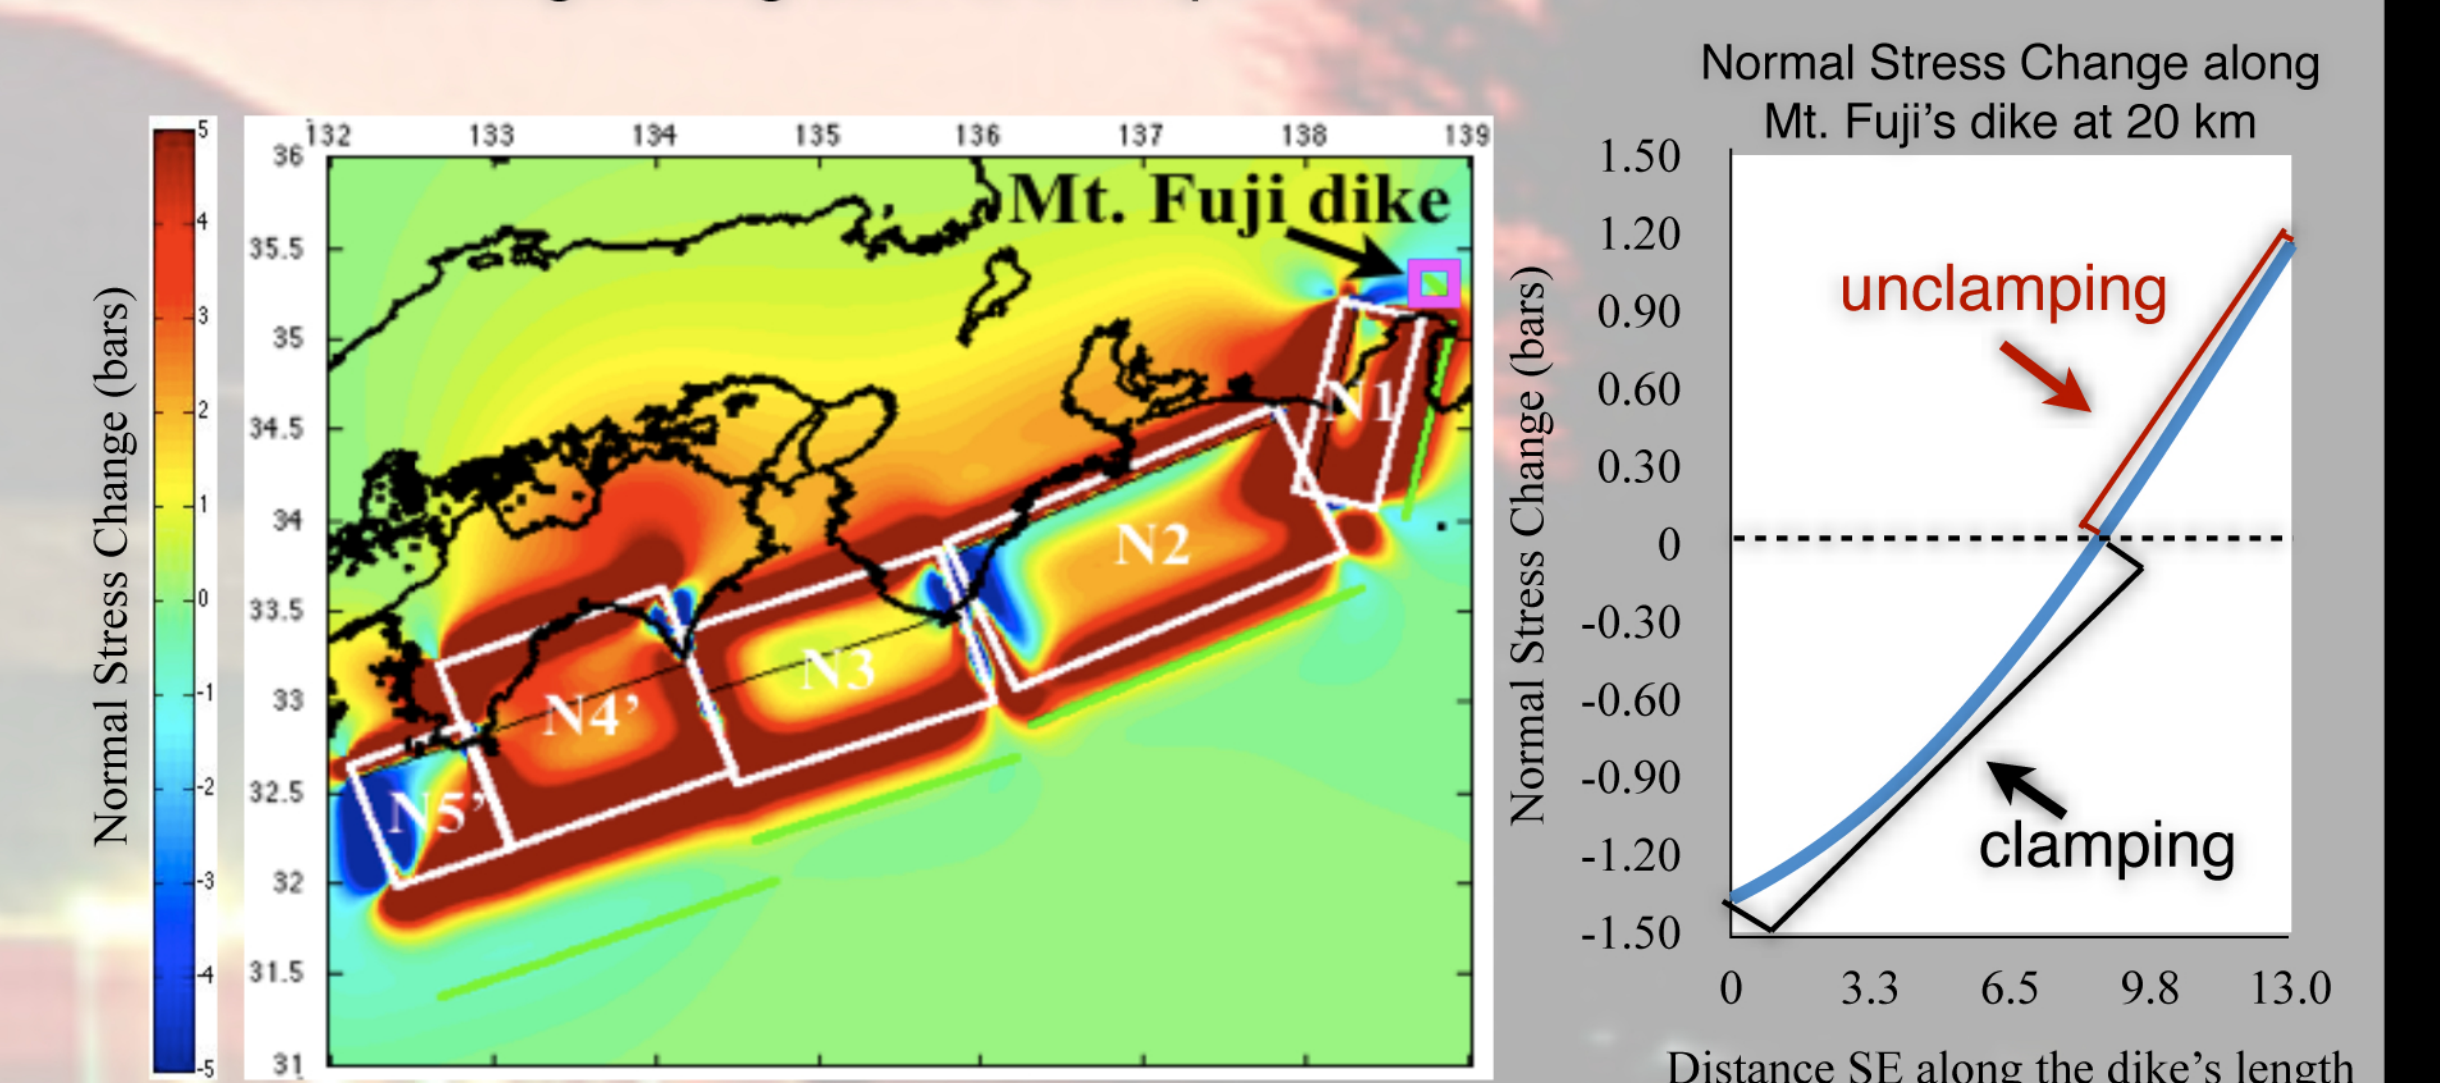 Normal Stress Change (bars)
5
4
3
2
1
0
-1
-2
-3
-4
-5
132 133 134 135 136 137 138 139
36
35.5
35
34.5
34
33.5
33
32.5
32
31.5
31
Mt. Fuji dike
N1
N2
N3
N4’
N5’
Normal Stress Change along
Mt. Fuji’s dike at 20 km
Normal Stress Change (bars)
1.50
1.20
0.90
0.60
0.30
0
-0.30
-0.60
-0.90
-1.20
-1.50
unclamping
clamping
0 3.3 6.5 9.8 13.0
Distance SE along the dike’s length